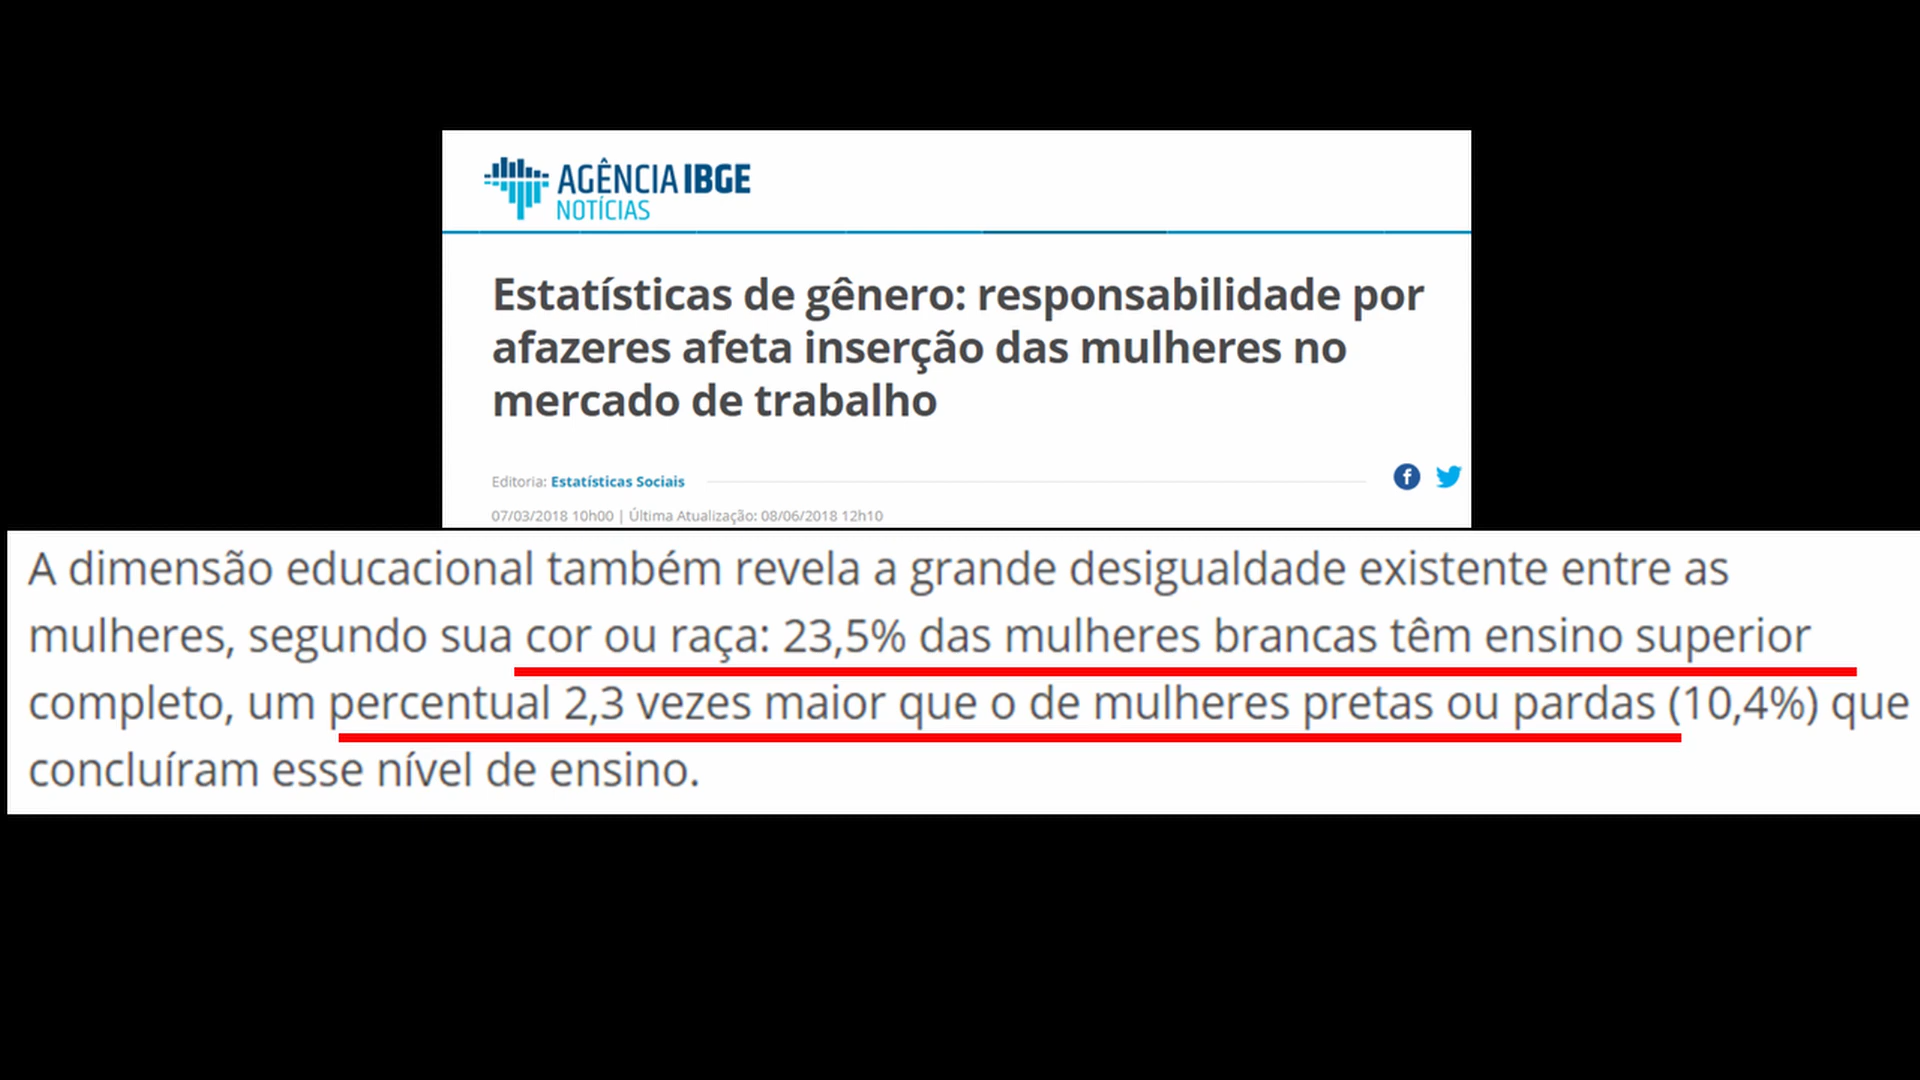 AGÊNCIA IBGE
NOTÍCIAS
Estatísticas de gênero: responsabilidade por
afazeres afeta inserção das mulheres no
mercado de trabalho
Editoria: Estatísticas Sociais
07/03/2018 10h00 | Última Atualização: 08/06/2018 12h10
A dimensão educacional também revela a grande desigualdade existente entre as
mulheres, segundo sua cor ou raça: 23,5% das mulheres brancas têm ensino superior
completo, um percentual 2,3 vezes maior que o de mulheres pretas ou pardas (10,4%) que
concluíram esse nível de ensino.